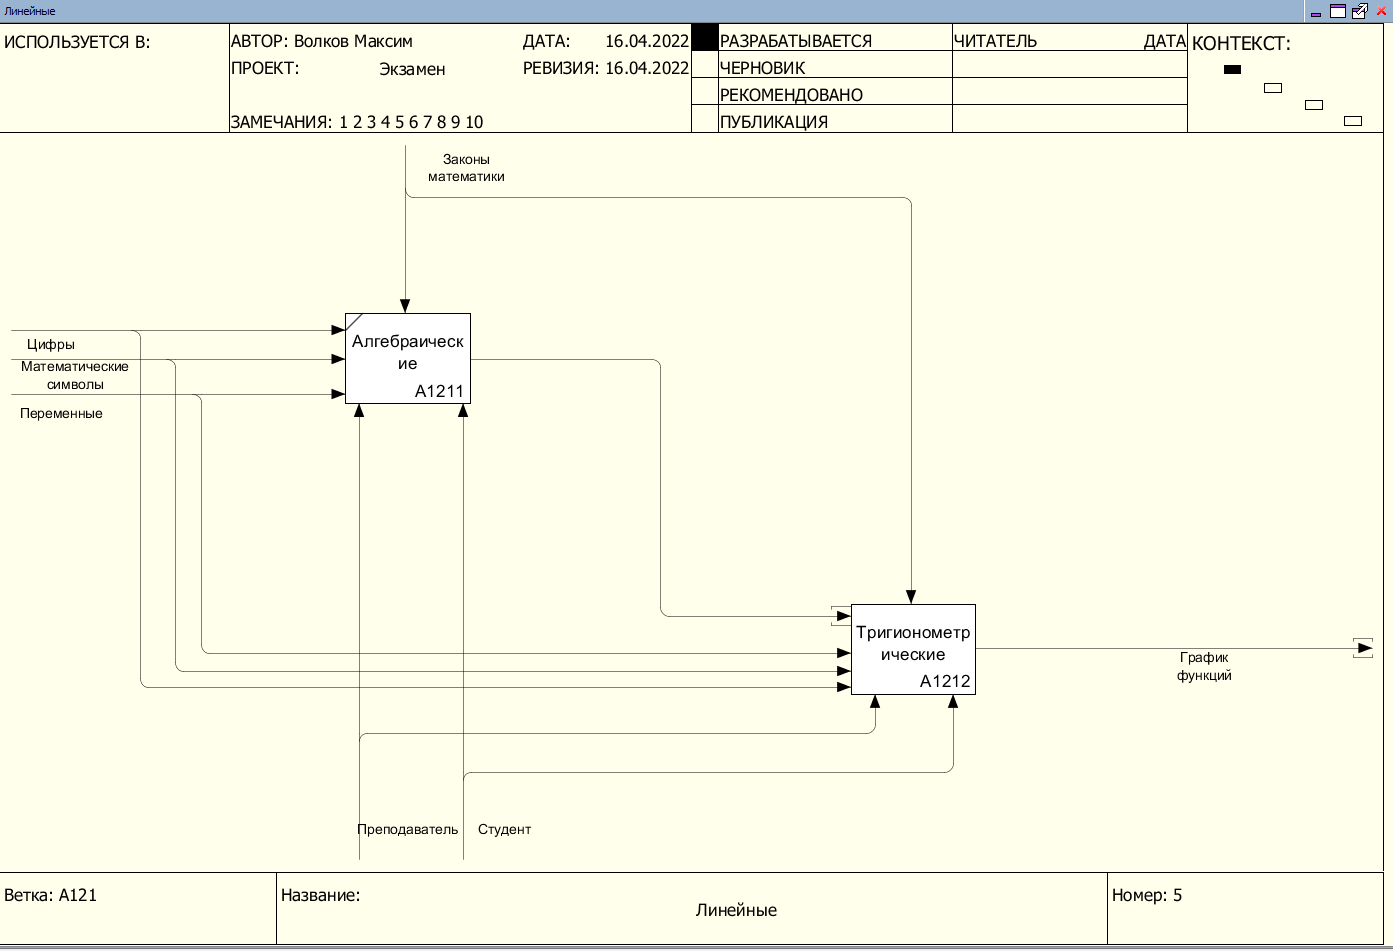 Линейные
ИСПОЛЬЗУЕТСЯ В:
АВТОР: Волков Максим
ДАТА: 16.04.2022
ПРОЕКТ: Экзамен
РЕВИЗИЯ: 16.04.2022
ЗАМЕЧАНИЯ: 1 2 3 4 5 6 7 8 9 10
РАЗРАБАТЫВАЕТСЯ
ЧЕРНОВИК
РЕКОМЕНДОВАНО
ПУБЛИКАЦИЯ
ЧИТАТЕЛЬ
ДАТА
КОНТЕКСТ:
Законы
математики
Цифры
Математические
символы
Переменные
Алгебраическ
ие
A1211
Тригионометр
ические
A1212
График
функций
Преподаватель
Студент
Ветка: A121
Название:
Линейные
Номер: 5